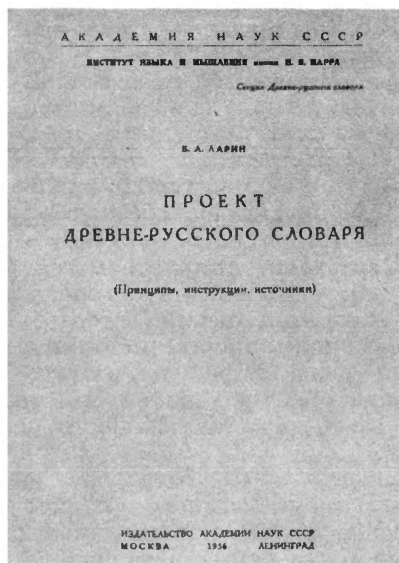 АКАДЕМИЯ НАУК СССР
ИНСТИТУТ ЯЗЫКА И МЫШЛЕНИЯ имени Н. Я. МАРРА
Секция Древне-русского словаря
Б. А. ЛАРИН
ПРОЕКТ
ДРЕВНЕ-РУССКОГО СЛОВАРЯ
(Принципы, инструкции, источники)
ИЗДАТЕЛЬСТВО АКАДЕМИИ НАУК СССР
МОСКВА 1936 ЛЕНИНГРАД